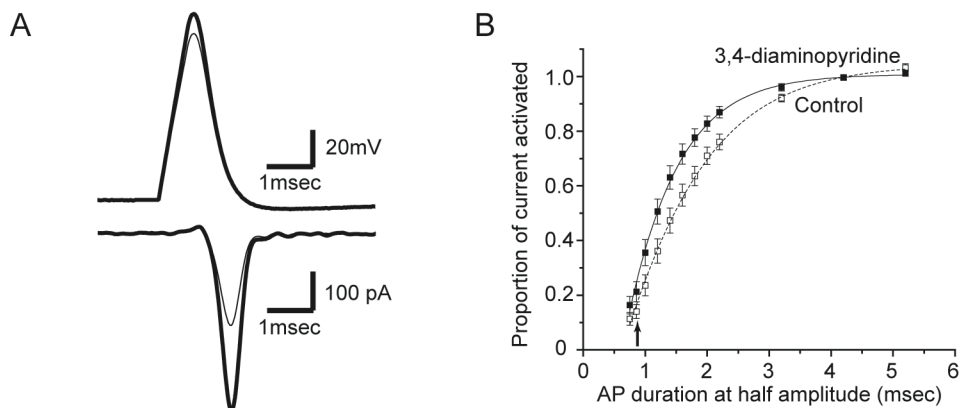 A
20mV
1msec
100 pA
1msec
B
3,4-diaminopyridine
Control
Proportion of current activated
1.0
0.8
0.6
0.4
0.2
0
0 1 2 3 4 5 6
AP duration at half amplitude (msec)